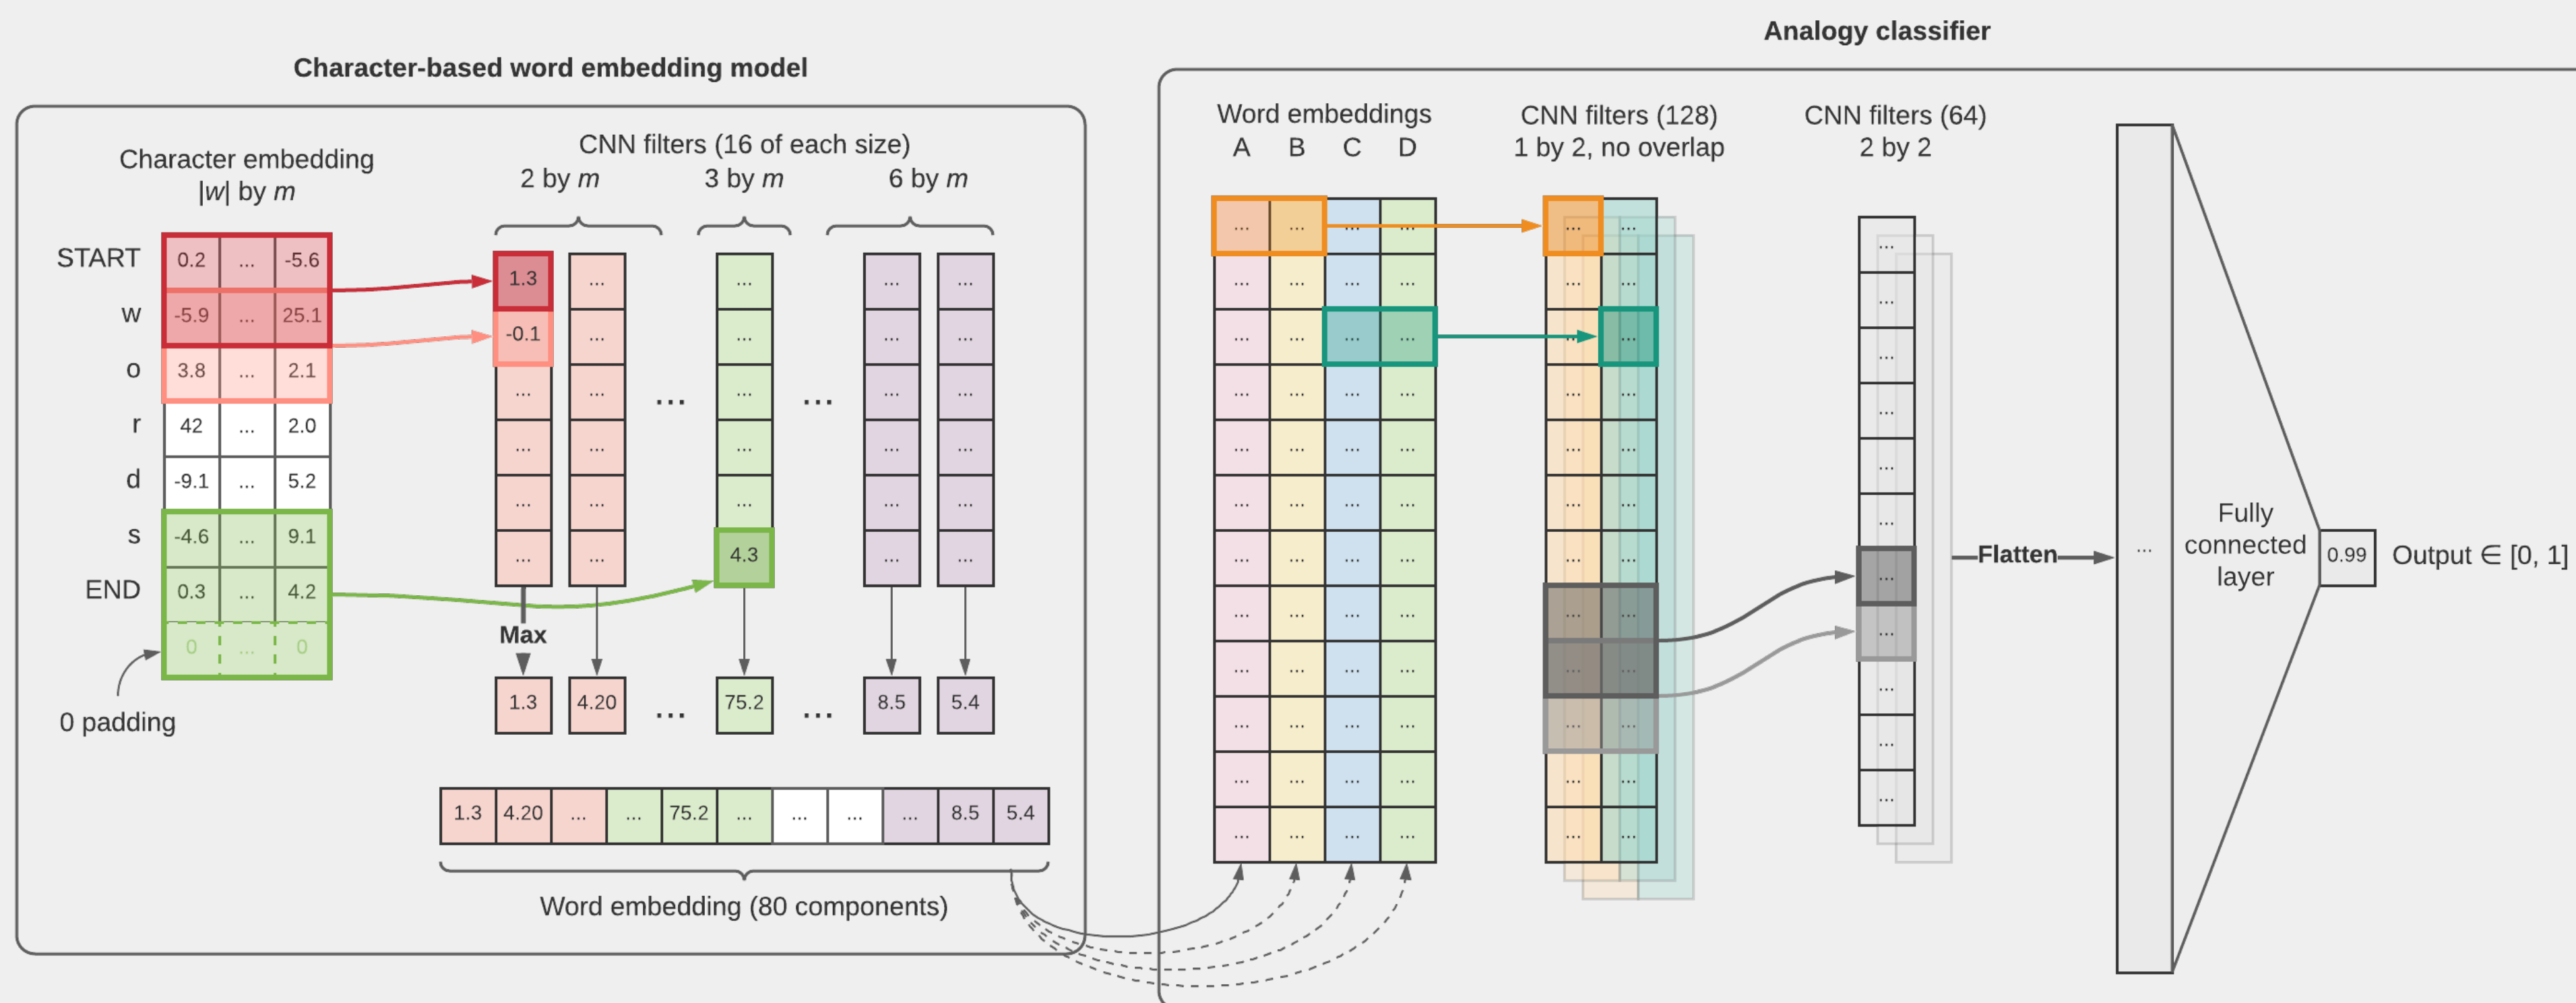 Character-based word embedding model
Character embedding
|w| by m
START
w
o
r
d
s
END
0.2 ... -5.6
-5.9 ... 25.1
3.8 ... 2.1
42 ... 2.0
-9.1 ... 5.2
-4.6 ... 9.1
0.3 ... 4.2
0 ... 0
0 padding
CNN filters (16 of each size)
2 by m
3 by m
6 by m
1.3 ... ... ... ...
-0.1 ... ... ... ...
... ... ... ... ...
... ... ... ... ... ... ...
... ... ... ... ...
... ... ... ... ...
... ... 4.3 ... ...
Max
1.3 4.20 ... 75.2 ... 8.5 5.4
1.3 4.20 ... ... 75.2 ... ... ... ... 8.5 5.4
Word embedding (80 components)
Analogy classifier
Word embeddings
A B C D
... ... ... ...
... ... ... ...
... ... ... ...
... ... ... ...
... ... ... ...
... ... ... ...
... ... ... ...
... ... ... ...
... ... ... ...
... ... ... ...
... ... ... ...
... ... ... ...
CNN filters (128)
1 by 2, no overlap
... ...
... ...
... ...
... ...
... ...
... ...
... ...
... ...
... ...
... ...
... ...
... ...
CNN filters (64)
2 by 2
...
...
...
...
...
...
...
...
...
...
...
Flatten
...
Fully
connected
layer
0.99
Output ∈ [0, 1]